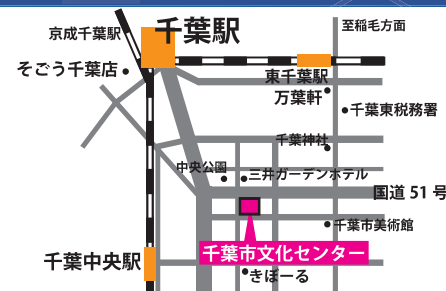 千葉駅
京成千葉駅
至稲毛方面
そごう千葉店
東千葉駅
万葉軒
千葉東税務署
千葉神社
中央公園
三井ガーデンホテル
国道51号
千葉市美術館
千葉市文化センター
千葉中央駅
きぼーる